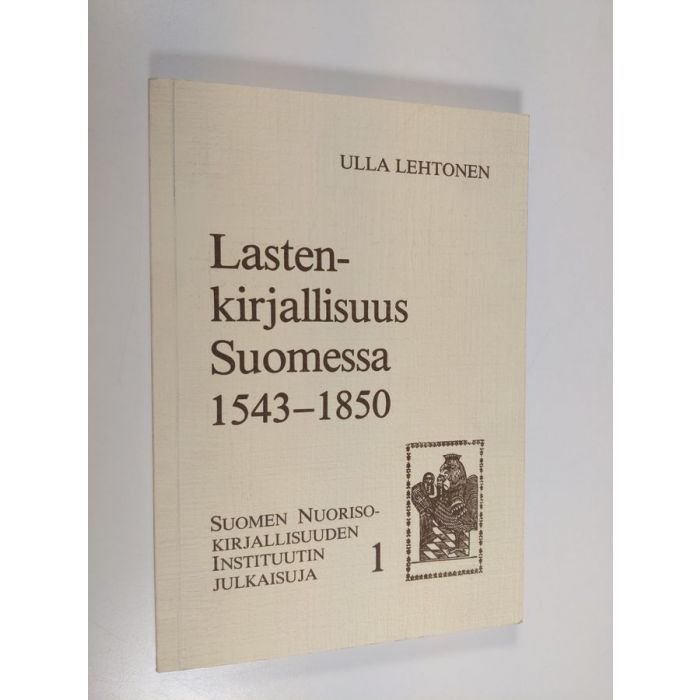 ULLA LEHTONEN
Lasten-
kirjallisuus
Suomessa
1543–1850
SUOMEN NUORISO-
KIRJALLISUUDEN
INSTITUUTIN
JULKAISUJA 1